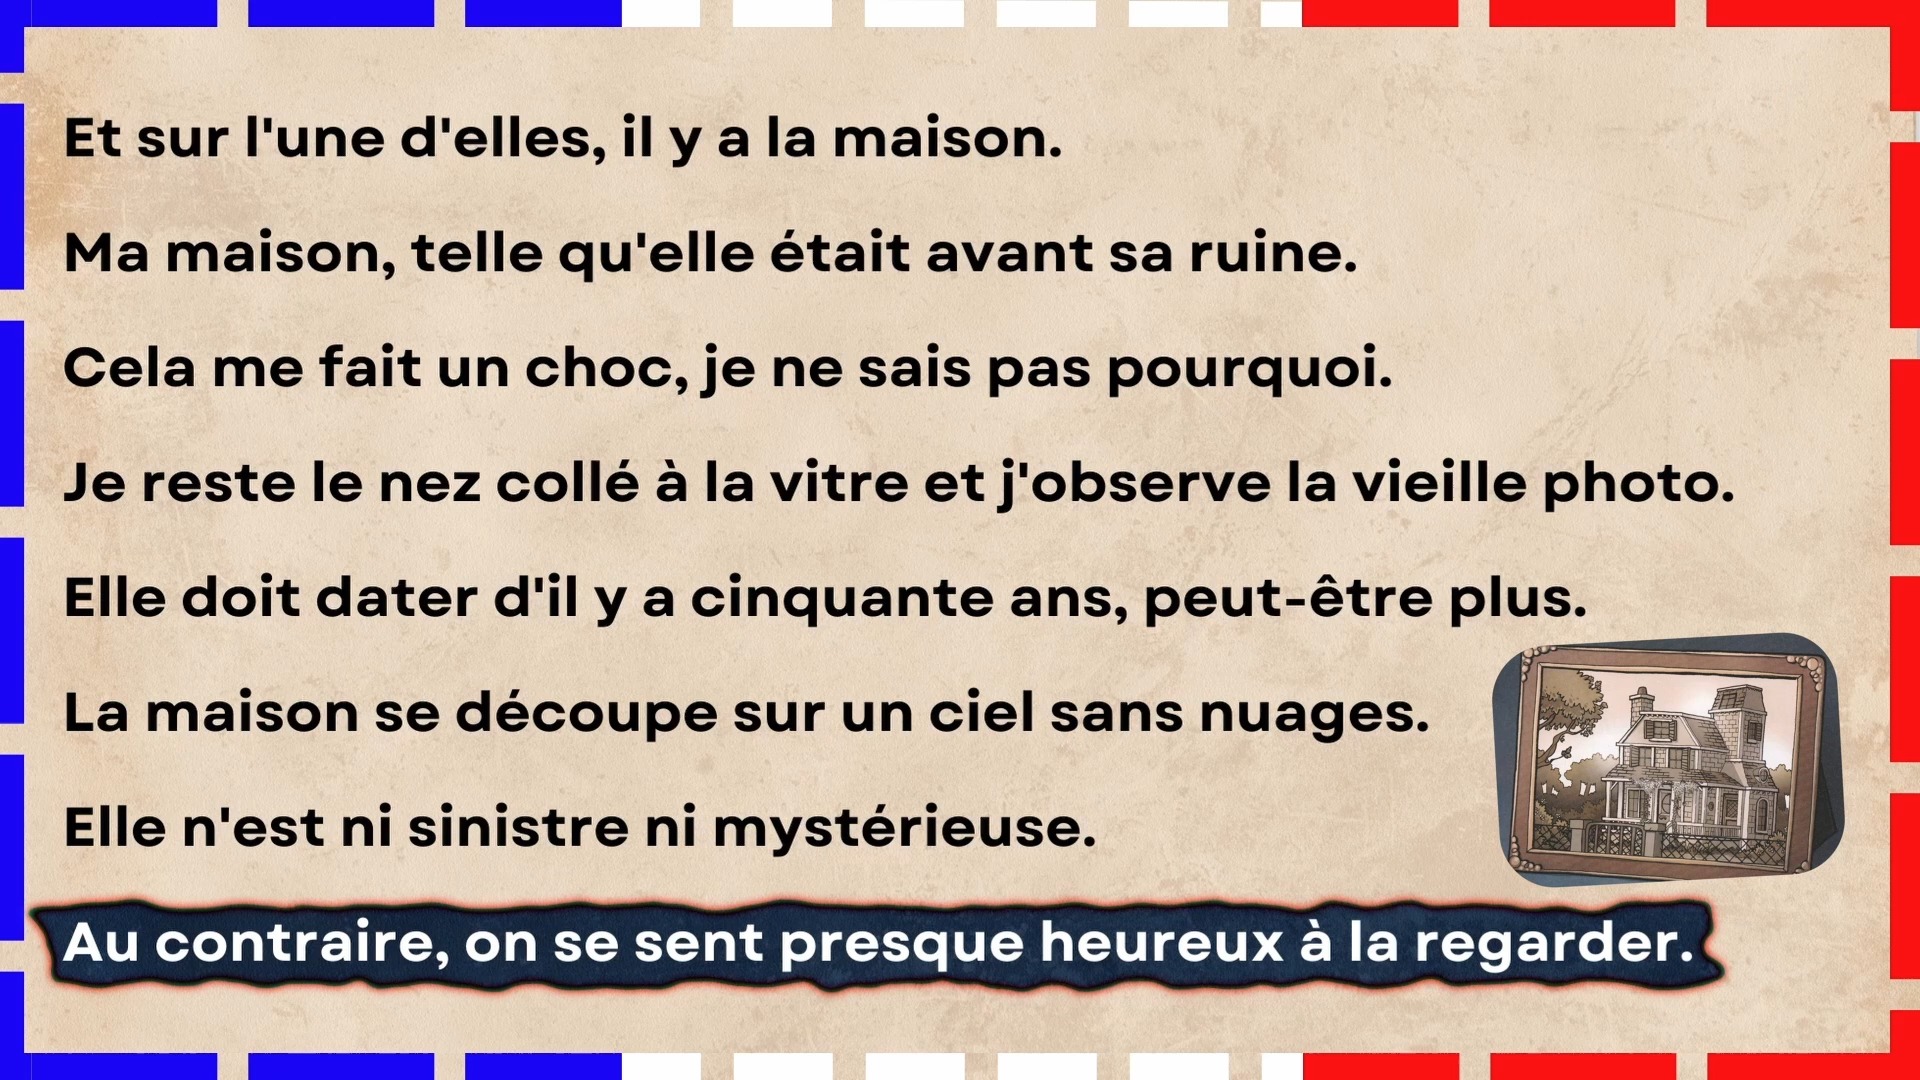 Et sur l'une d'elles, il y a la maison.
Ma maison, telle qu'elle était avant sa ruine.
Cela me fait un choc, je ne sais pas pourquoi.
Je reste le nez collé à la vitre et j'observe la vieille photo.
Elle doit dater d'il y a cinquante ans, peut-être plus.
La maison se découpe sur un ciel sans nuages.
Elle n'est ni sinistre ni mystérieuse.
Au contraire, on se sent presque heureux à la regarder.